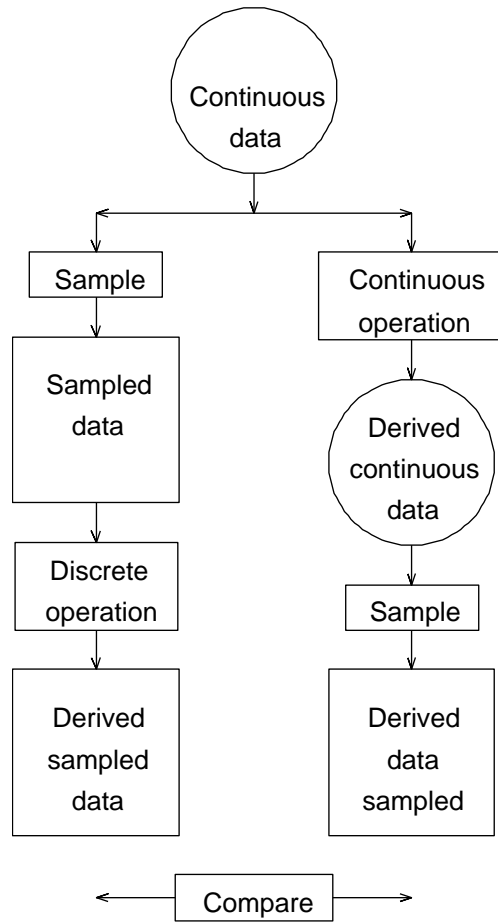 Continuous
data
Sample
Continuous
operation
Sampled
data
Derived
continuous
data
Discrete
operation
Sample
Derived
sampled
data
Derived
data
sampled
Compare